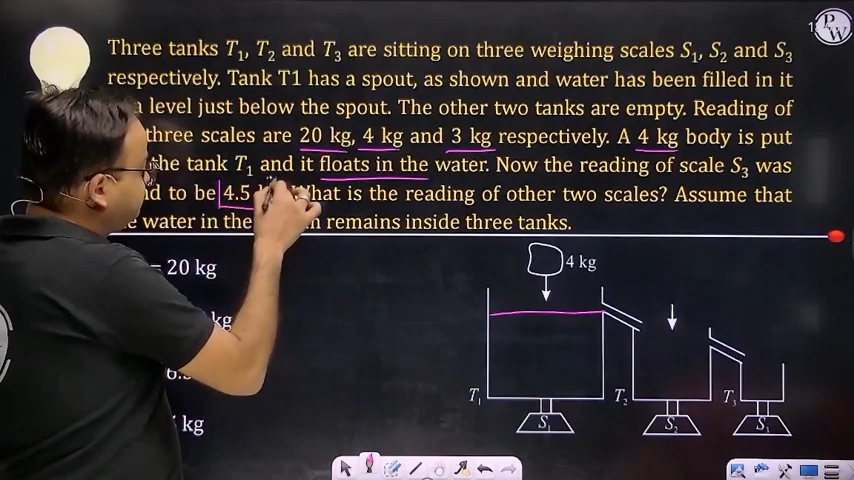 Three tanks T₁, T₂ and T₃ are sitting on three weighing scales S₁, S₂ and S₃
respectively. Tank T1 has a spout, as shown and water has been filled in it
a level just below the spout. The other two tanks are empty. Reading of
three scales are 20 kg, 4 kg and 3 kg respectively. A 4 kg body is put
the tank T₁ and it floats in the water. Now the reading of scale S₃ was
to be 4.5 What is the reading of other two scales? Assume that
water in the remains inside three tanks.
= 20 kg
kg
kg
4 kg
T₁
T₂
T₃
S₁
S₂
S₃
P
W